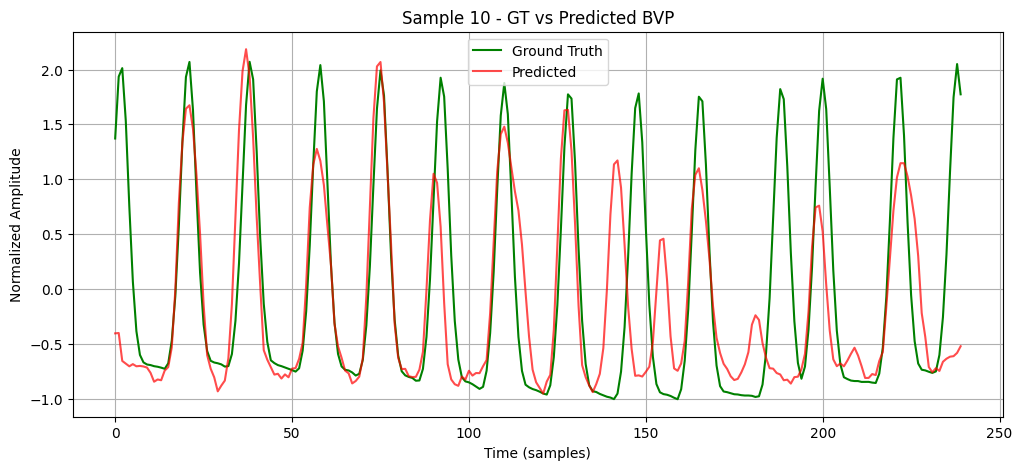 Sample 10 - GT vs Predicted BVP
Ground Truth
Predicted
Normalized Amplitude
2.0
1.5
1.0
0.5
0.0
−0.5
−1.0
0
50
100
150
200
250
Time (samples)